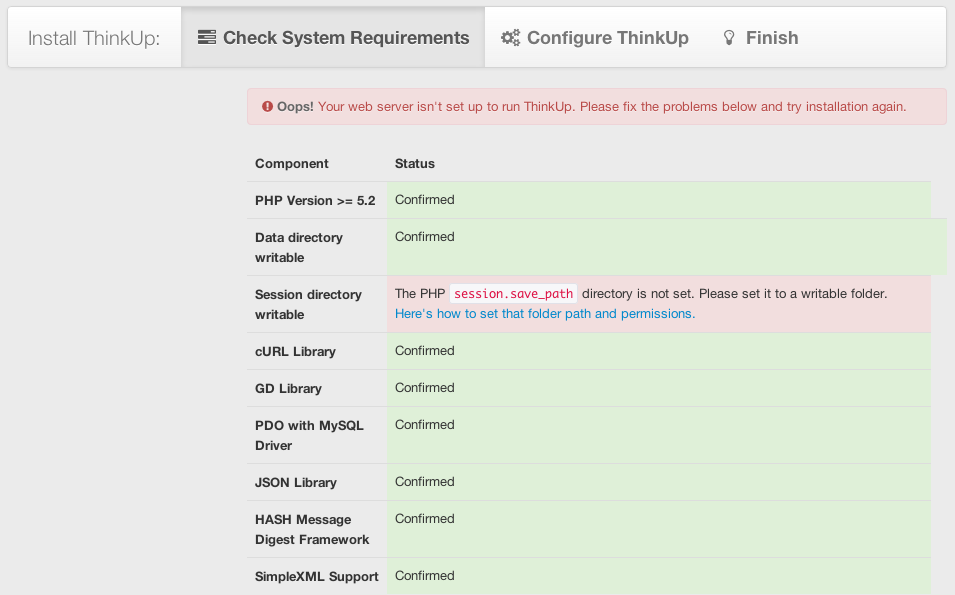 Install ThinkUp: Check System Requirements Configure ThinkUp Finish
Oops! Your web server isn't set up to run ThinkUp. Please fix the problems below and try installation again.
Component Status
PHP Version >= 5.2 Confirmed
Data directory Confirmed
writable
Session directory The PHP session.save_path directory is not set. Please set it to a writable folder.
writable Here's how to set that folder path and permissions.
cURL Library Confirmed
GD Library Confirmed
PDO with MySQL Confirmed
Driver
JSON Library Confirmed
HASH Message Confirmed
Digest Framework
SimpleXML Support Confirmed